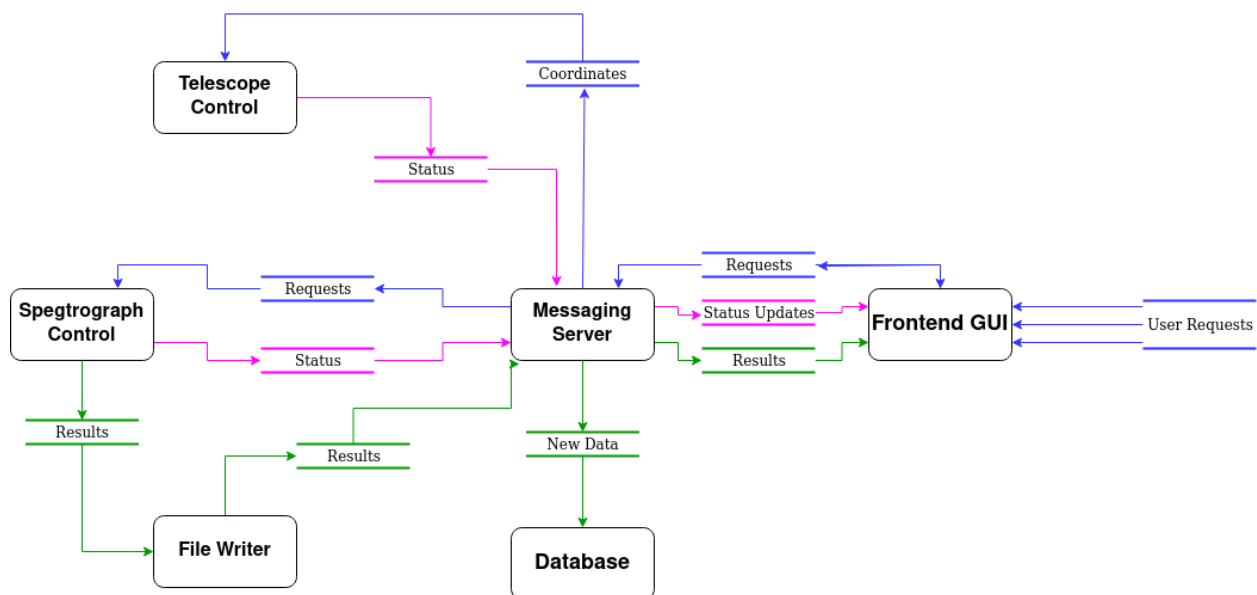 Telescope
Control
Coordinates
Status
Requests
Requests
Spegtrograph
Control
Messaging
Server
Status Updates
Frontend GUI
User Requests
Status
Results
Results
New Data
Results
File Writer
Database